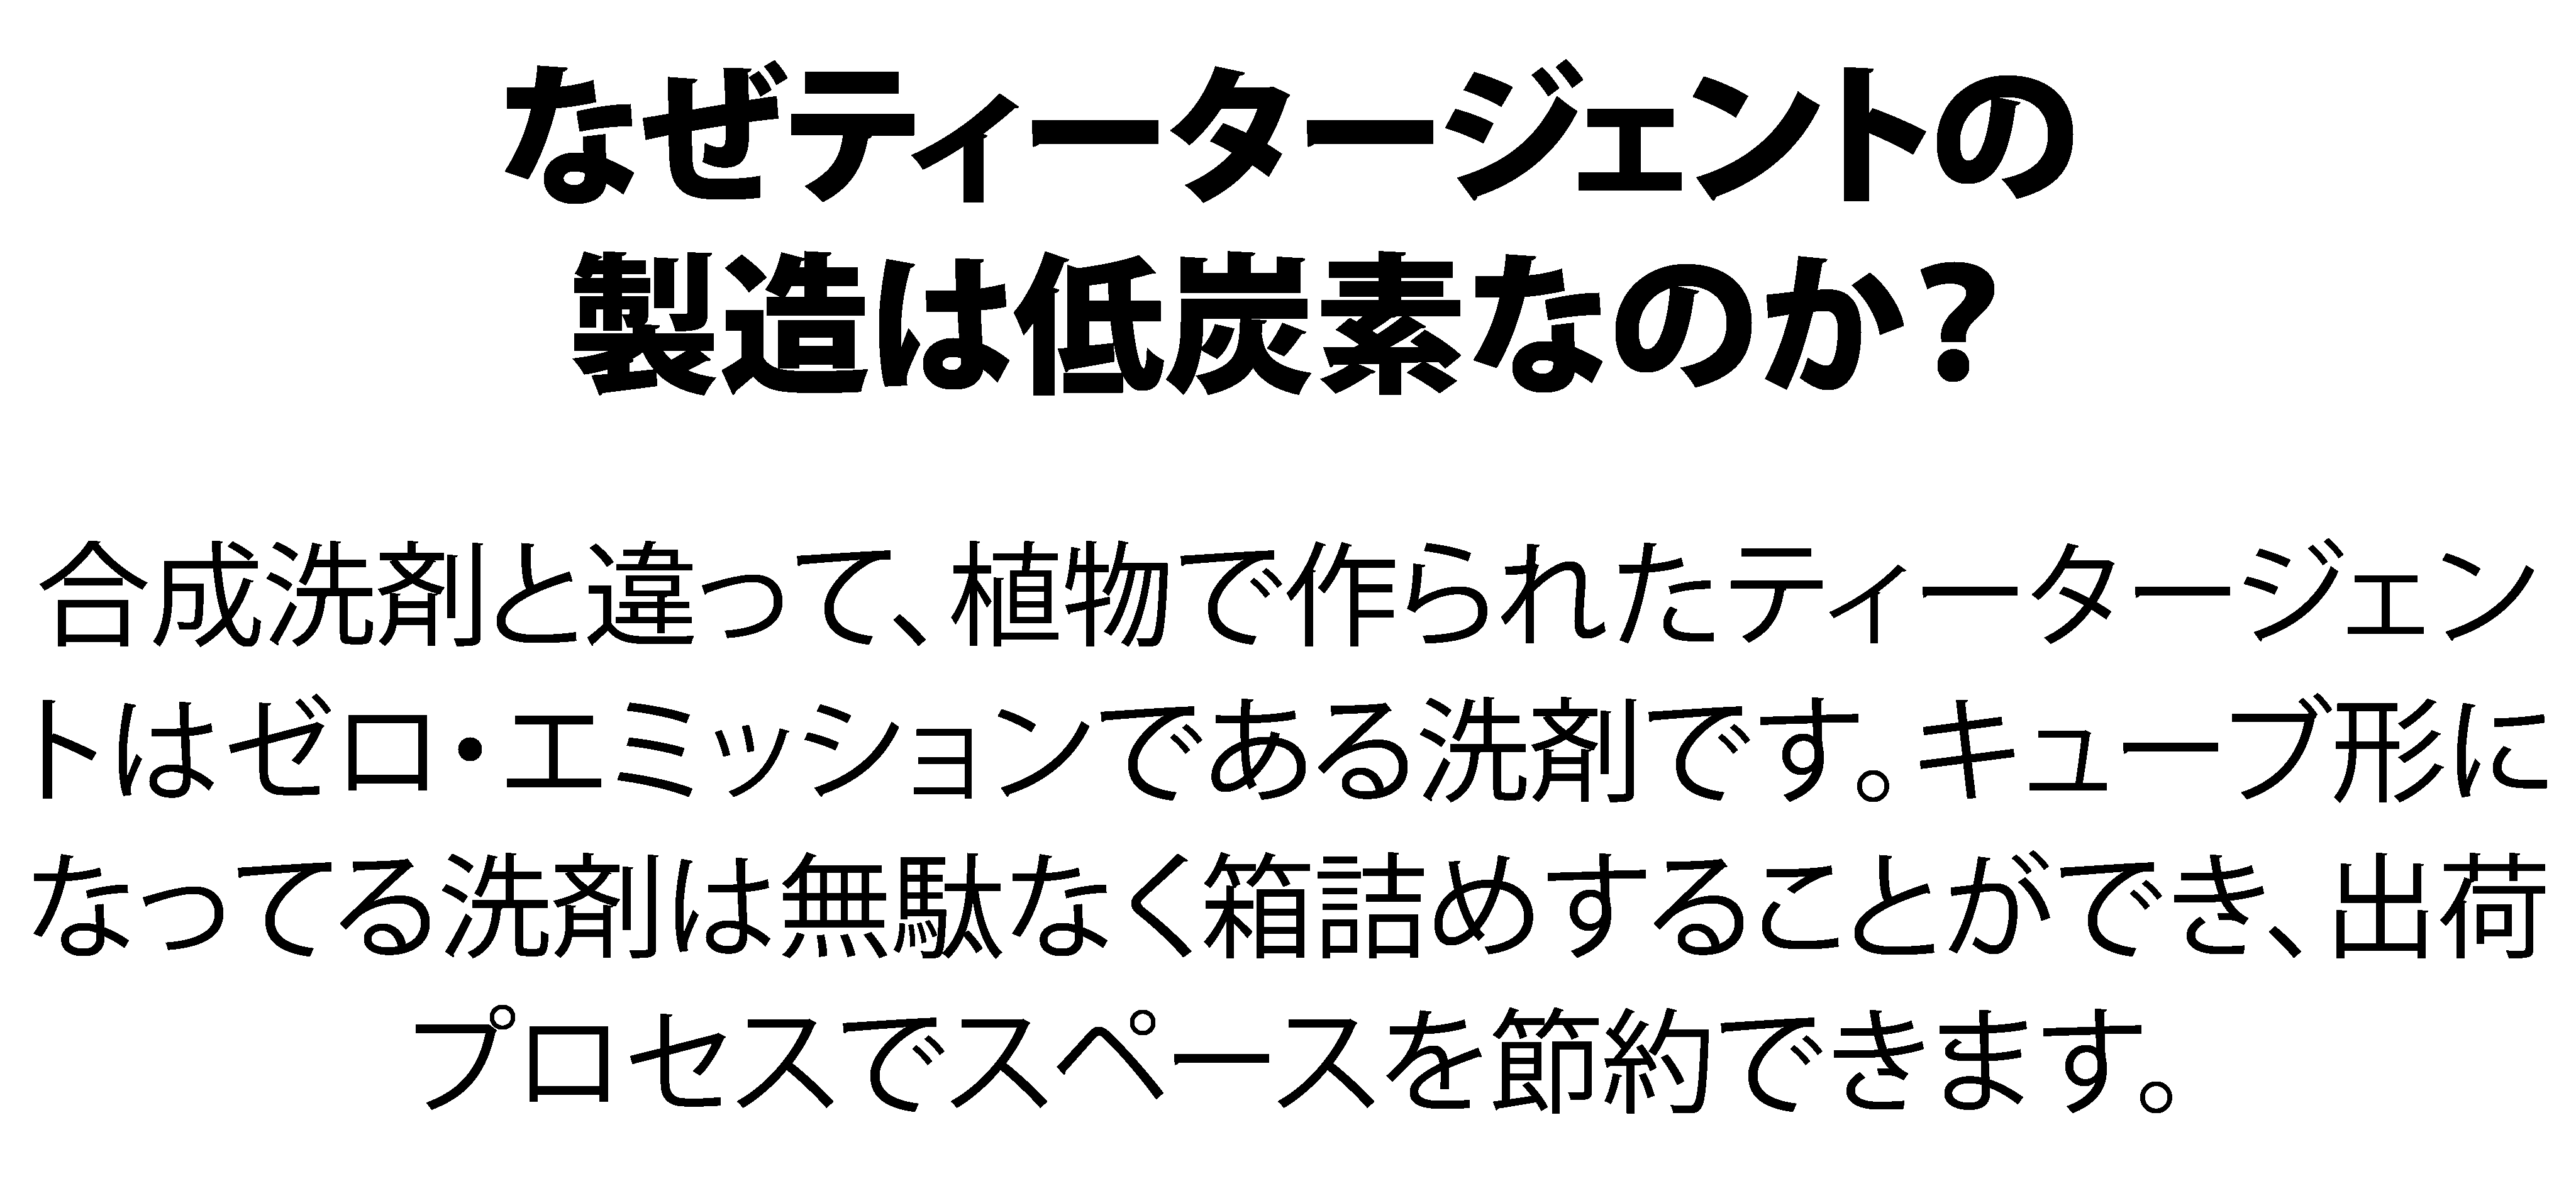 なぜティータージェントの
製造は低炭素なのか?
合成洗剤と違って、植物で作られたティータージェン
トはゼロ・エミッションである洗剤です。キューブ形に
なってる洗剤は無駄なく箱詰めすることができ、出荷
プロセスでスペースを節約できます。